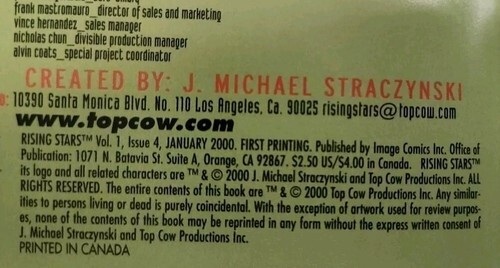 frank mastromauro_director of sales and marketing
vince hernandez_sales manager
nicholas chun_divisible production manager
alvin coats_special project coordinator
CREATED BY: J. MICHAEL STRACZYNSKI
10390 Santa Monica Blvd. No. 110 Los Angeles, Ca. 90025 risingstars@topcow.com
www.topcow.com
RISING STARS™ Vol. 1, Issue 4, JANUARY 2000. FIRST PRINTING. Published by Image Comics Inc. Office of
Publication: 1071 N. Batavia St. Suite A, Orange, CA 92867. $2.50 US/$4.00 in Canada. RISING STARS™
its logo and all related characters are ™ & © 2000 J. Michael Straczynski and Top Cow Productions Inc. ALL
RIGHTS RESERVED. The entire contents of this book are ™ & © 2000 Top Cow Productions Inc. Any similar-
ities to persons living or dead is purely coincidental. With the exception of artwork used for review purpos-
es, none of the contents of this book may be reprinted in any form without the express written consent of
J. Michael Straczynski and Top Cow Productions Inc.
PRINTED IN CANADA